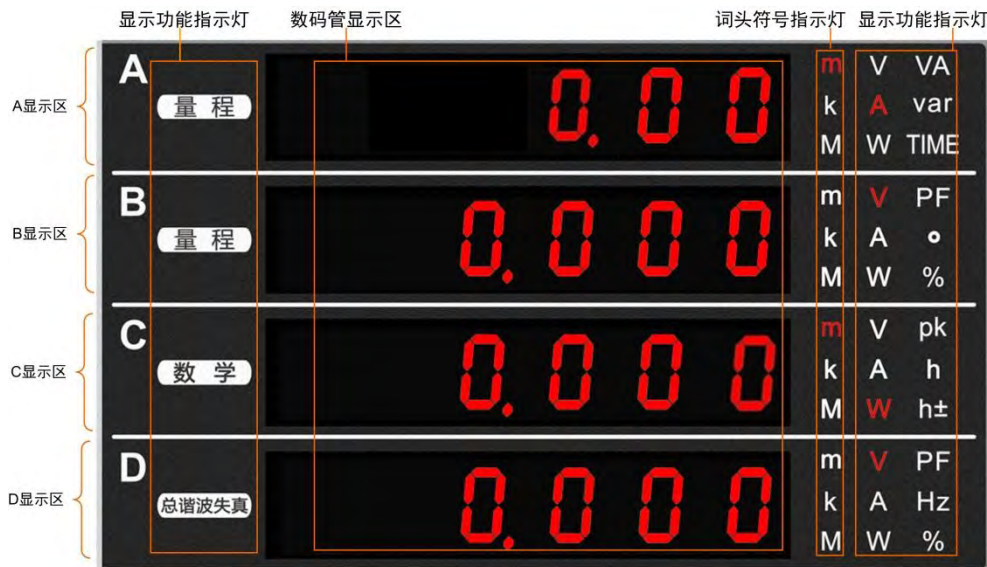 显示功能指示灯 数码管显示区 词头符号指示灯 显示功能指示灯
A显示区
A
量程
0.00
m V VA
k A var
M W TIME
B显示区
B
量程
0.000
m V PF
k A °
M W %
C显示区
C
数学
0.000
m V pk
k A h
M W h±
D显示区
D
总谐波失真
0.000
m V PF
k A Hz
M W %